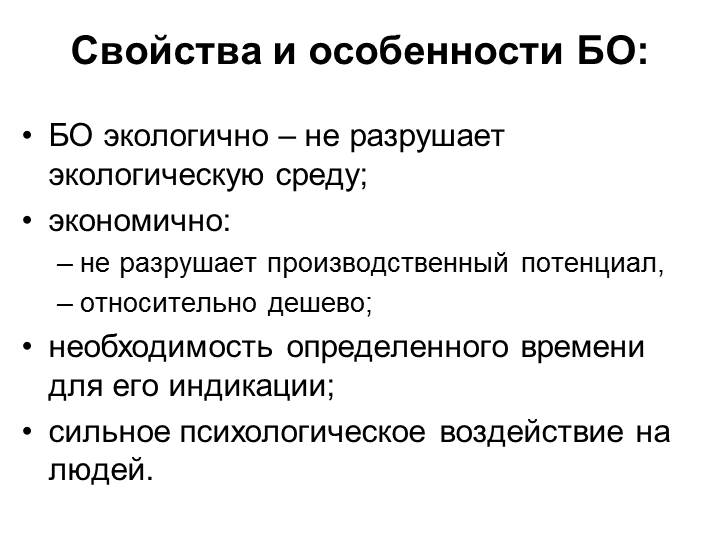 Свойства и особенности БО:
• БО экологично – не разрушает
экологическую среду;
• экономично:
– не разрушает производственный потенциал,
– относительно дешево;
• необходимость определенного времени
для его индикации;
• сильное психологическое воздействие на
людей.